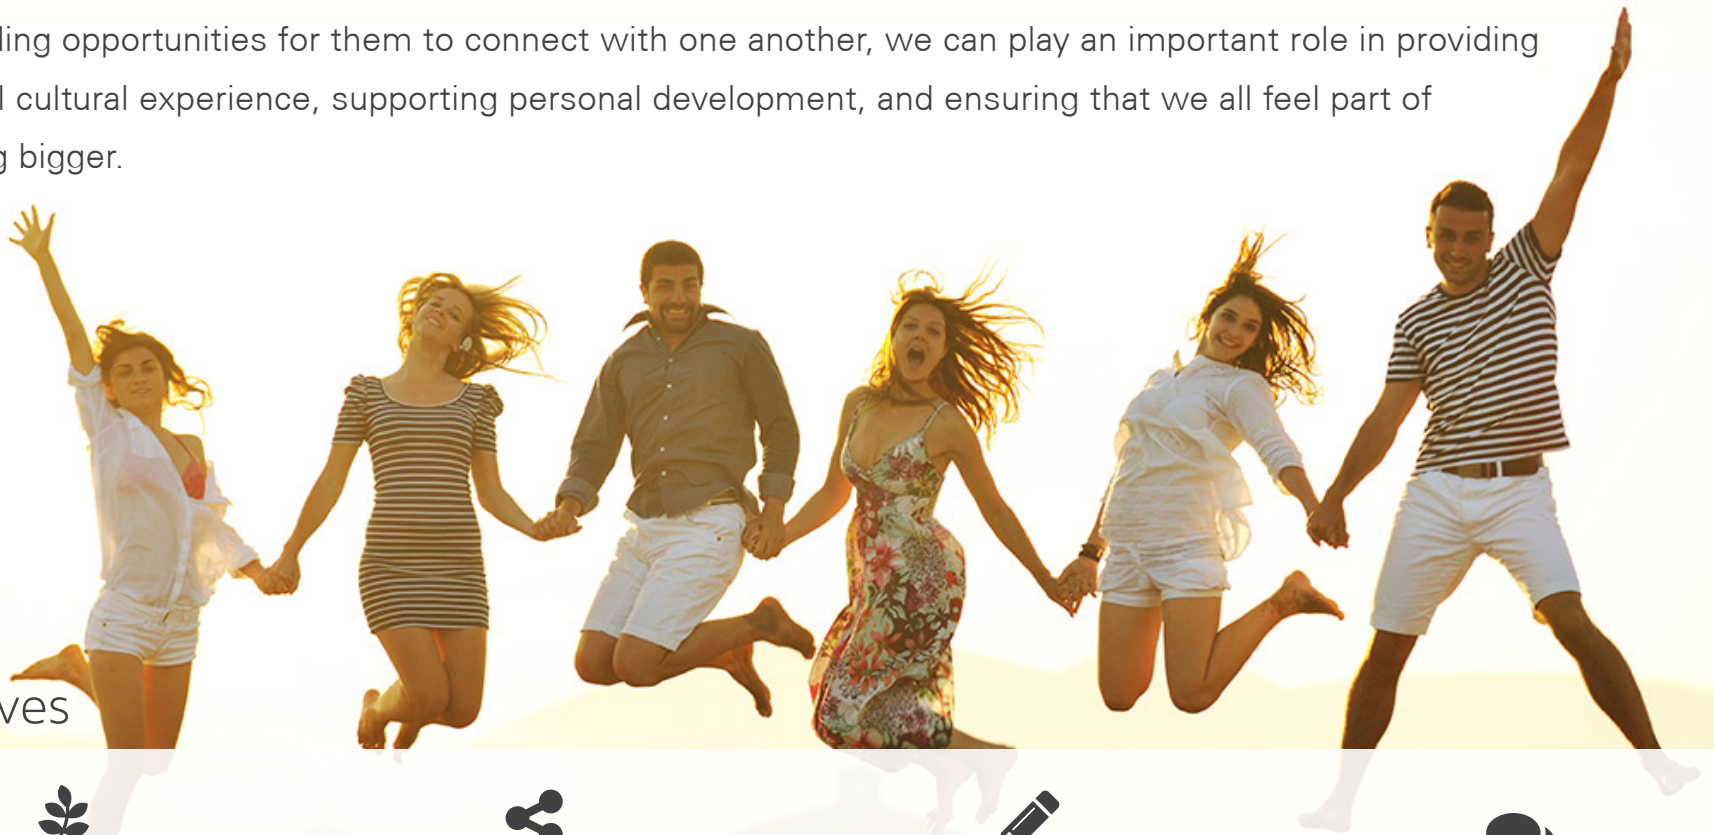 ling opportunities for them to connect with one another, we can play an important role in providing
l cultural experience, supporting personal development, and ensuring that we all feel part of
g bigger.
ves